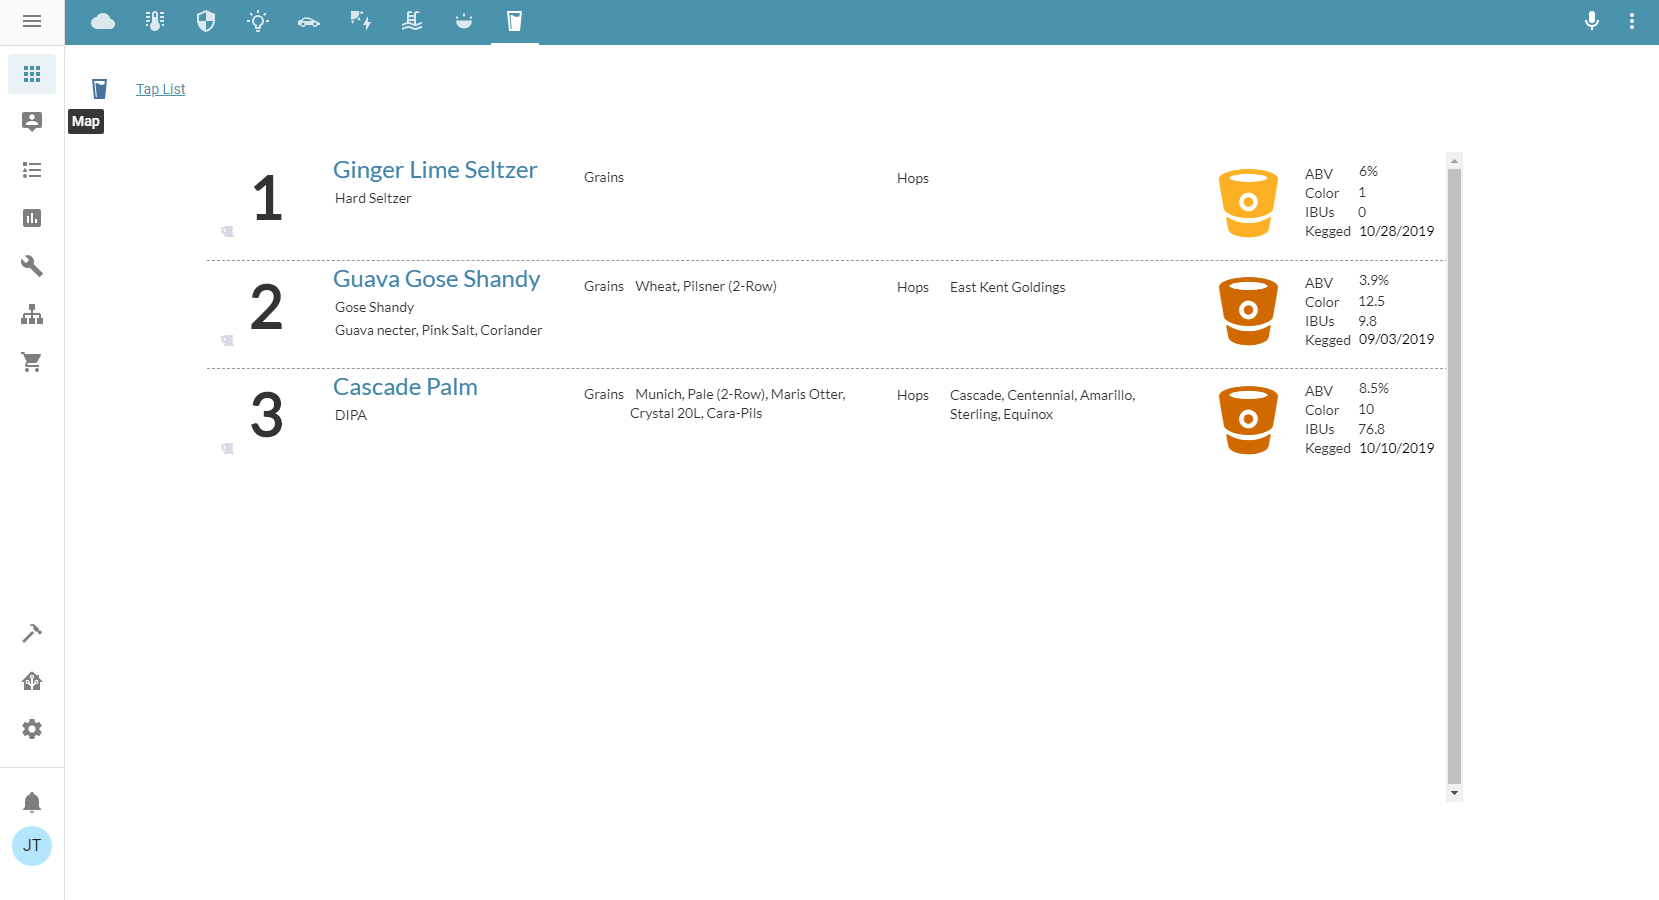 Tap List
Map
1
Ginger Lime Seltzer
Hard Seltzer
Grains
Hops
ABV 6%
Color 1
IBUs 0
Kegged 10/28/2019
2
Guava Gose Shandy
Gose Shandy
Guava necter, Pink Salt, Coriander
Grains Wheat, Pilsner (2-Row)
Hops East Kent Goldings
ABV 3.9%
Color 12.5
IBUs 9.8
Kegged 09/03/2019
3
Cascade Palm
DIPA
Grains Munich, Pale (2-Row), Maris Otter,
Crystal 20L, Cara-Pils
Hops Cascade, Centennial, Amarillo,
Sterling, Equinox
ABV 8.5%
Color 10
IBUs 76.8
Kegged 10/10/2019
JT